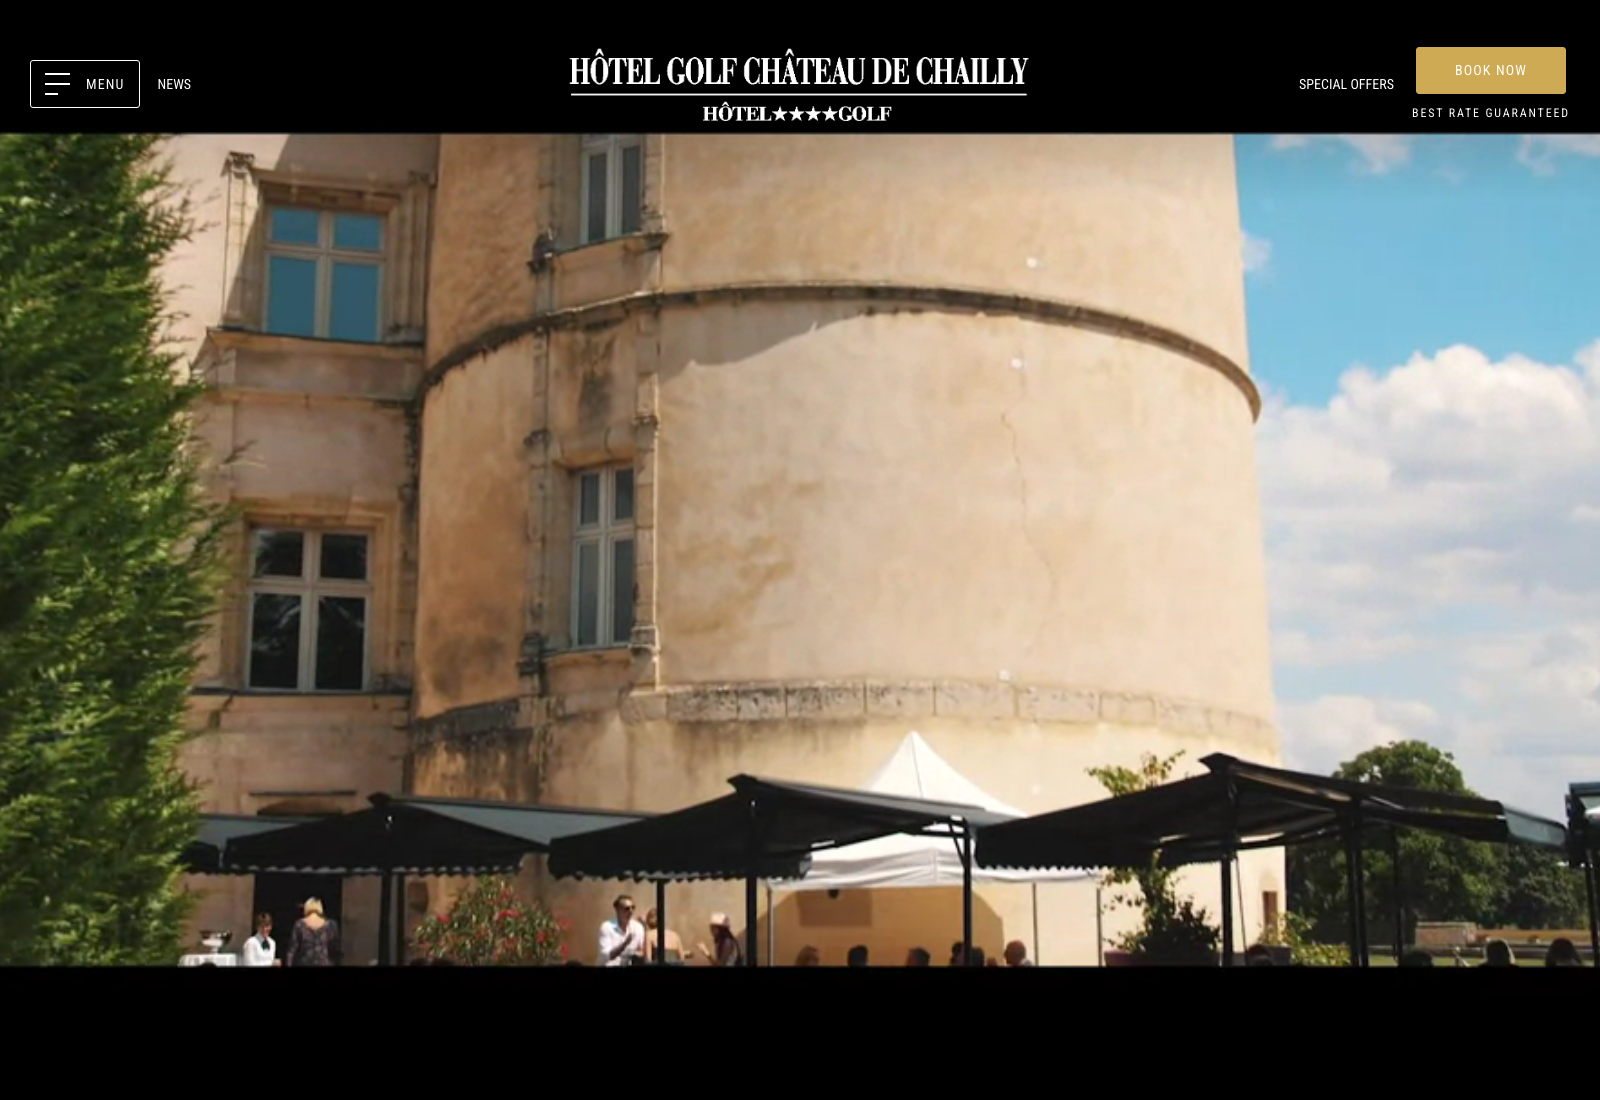 MENU
NEWS
HÔTEL GOLF CHÂTEAU DE CHAILLY
HÔTEL★★★★GOLF
SPECIAL OFFERS
BOOK NOW
BEST RATE GUARANTEED